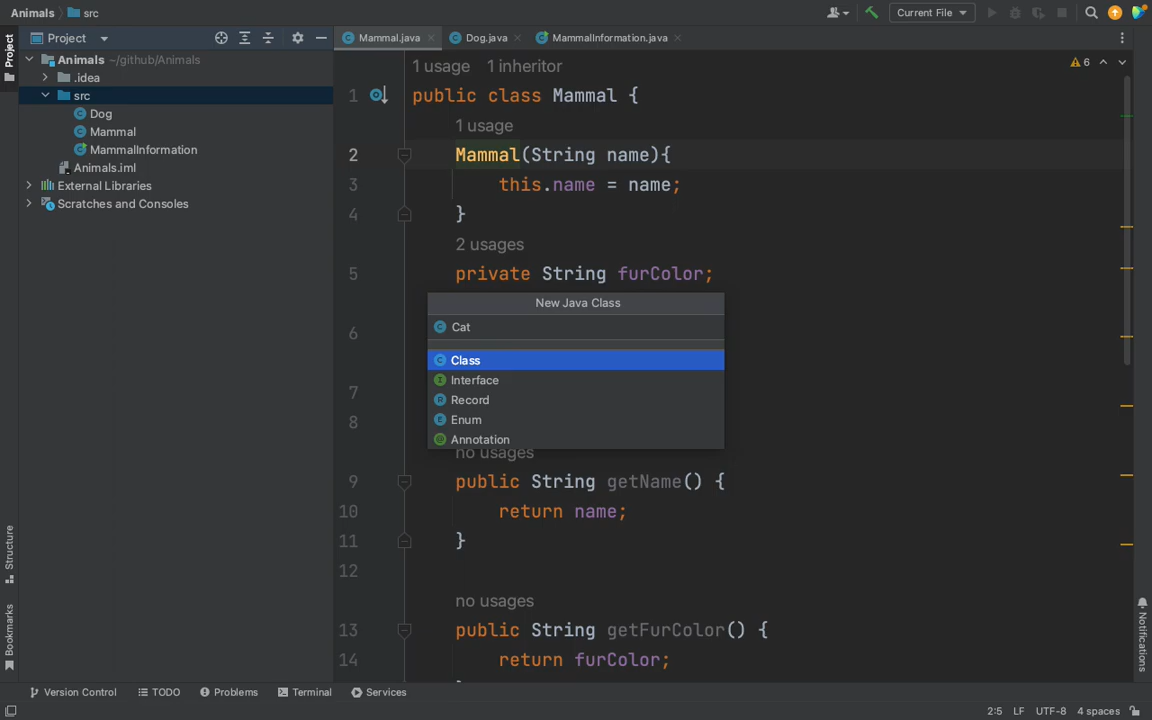 Animals
src
Current File
Project
Project
Mammal.java
Dog.java
MammalInformation.java
Animals ~/github/Animals
.idea
src
Dog
Mammal
MammalInformation
Animals.iml
External Libraries
Scratches and Consoles
6
1 usage 1 inheritor
1 public class Mammal {
1 usage
2 Mammal(String name){
3 this.name = name;
4 }
2 usages
5 private String furColor;
New Java Class
Cat
6
Class
Interface
7
Record
8
Enum
Annotation
no usages
9 public String getName() {
10 return name;
11 }
12
no usages
13 public String getFurColor() {
14 return furColor;
Structure
Bookmarks
Notifications
Version Control
TODO
Problems
Terminal
Services
2:5 LF UTF-8 4 spaces